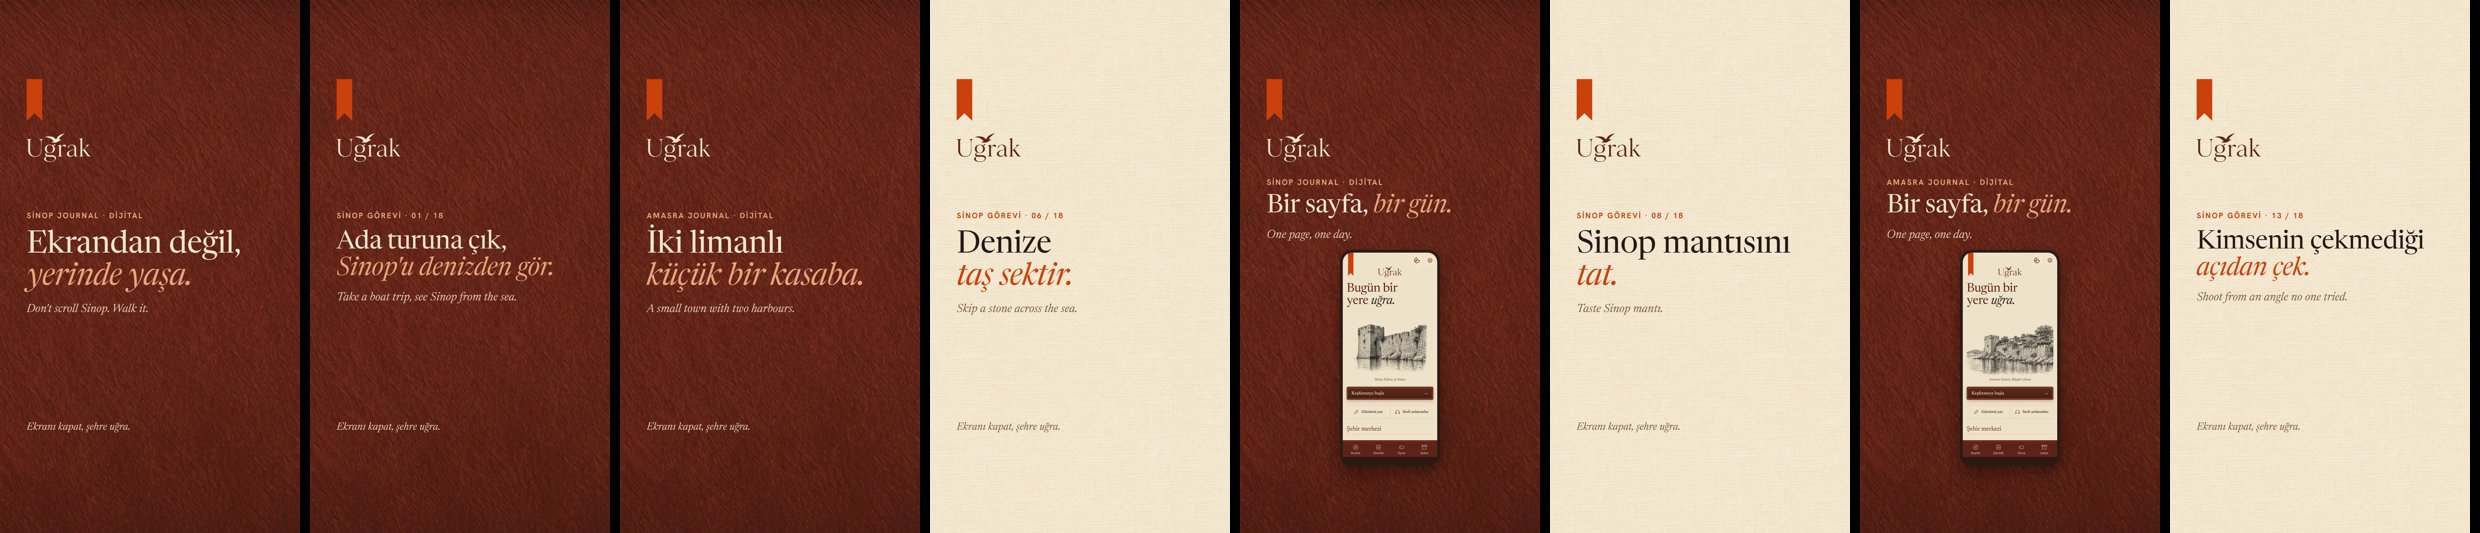 Uğrak
SİNOP JOURNAL · DİJİTAL
Ekrandan değil,
yerinde yaşa.
Don't scroll Sinop. Walk it.
Ekranı kapat, şehre uğra.
Uğrak
SİNOP GÖREVİ · 01 / 18
Ada turuna çık,
Sinop'u denizden gör.
Take a boat trip, see Sinop from the sea.
Ekranı kapat, şehre uğra.
Uğrak
AMASRA JOURNAL · DİJİTAL
İki limanlı
küçük bir kasaba.
A small town with two harbours.
Ekranı kapat, şehre uğra.
Uğrak
SİNOP GÖREVİ · 06 / 18
Denize
taş sektir.
Skip a stone across the sea.
Ekranı kapat, şehre uğra.
Uğrak
SİNOP JOURNAL · DİJİTAL
Bir sayfa, bir gün.
One page, one day.
Uğrak
Bugün bir
yere uğra.
Keşfetmeye başla
Şehir merkezi
Uğrak
SİNOP GÖREVİ · 08 / 18
Sinop mantısını
tat.
Taste Sinop mantı.
Ekranı kapat, şehre uğra.
Uğrak
AMASRA JOURNAL · DİJİTAL
Bir sayfa, bir gün.
One page, one day.
Uğrak
Bugün bir
yere uğra.
Keşfetmeye başla
Şehir merkezi
Uğrak
SİNOP GÖREVİ · 13 / 18
Kimsenin çekmediği
açıdan çek.
Shoot from an angle no one tried.
Ekranı kapat, şehre uğra.